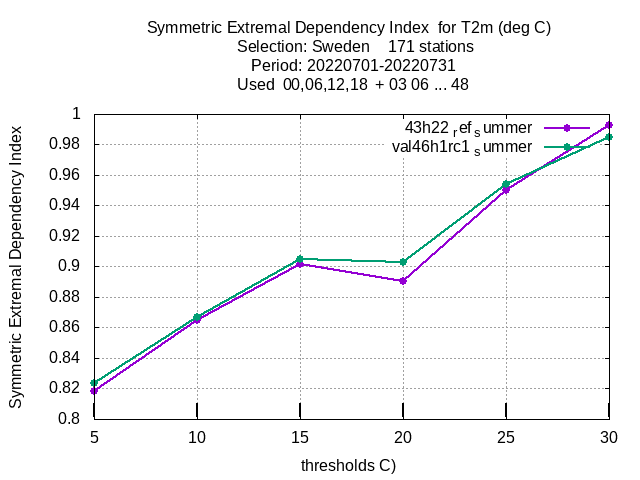 Symmetric Extremal Dependency Index  for T2m (deg C)
Selection: Sweden    171 stations
Period: 20220701-20220731
Used  00,06,12,18  + 03 06 ... 48
43h22 ref summer
val46h1rc1 summer
Symmetric Extremal Dependency Index
1
0.98
0.96
0.94
0.92
0.9
0.88
0.86
0.84
0.82
0.8
5 10 15 20 25 30
thresholds C)